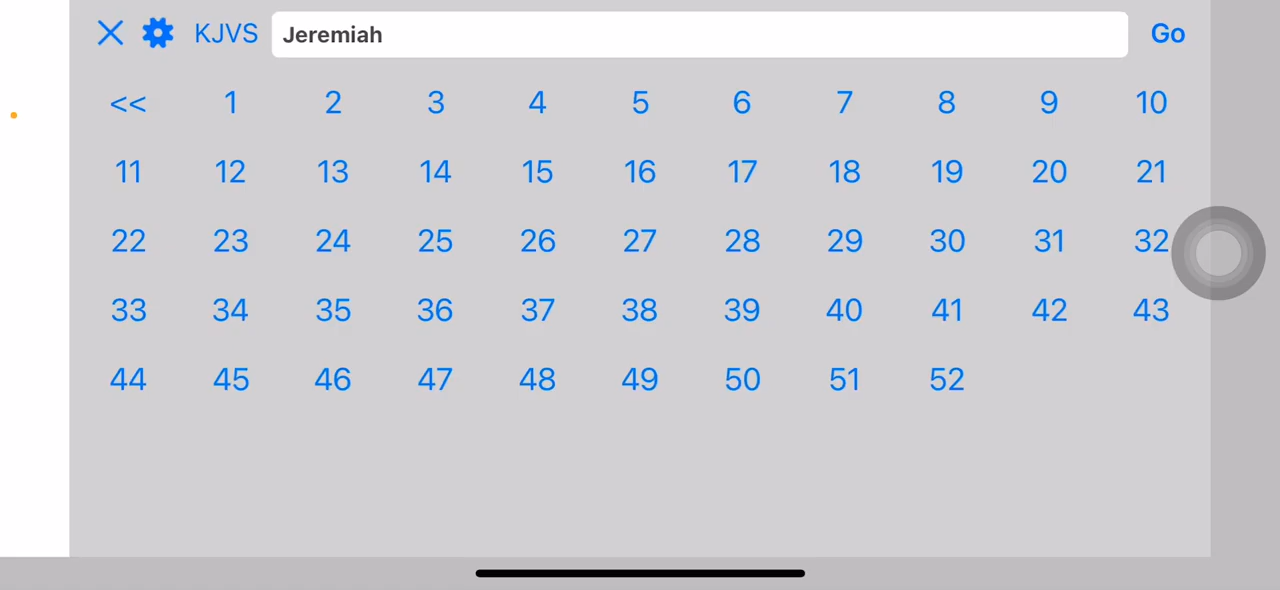 KJVS Jeremiah Go
<< 1 2 3 4 5 6 7 8 9 10
11 12 13 14 15 16 17 18 19 20 21
22 23 24 25 26 27 28 29 30 31 32
33 34 35 36 37 38 39 40 41 42 43
44 45 46 47 48 49 50 51 52